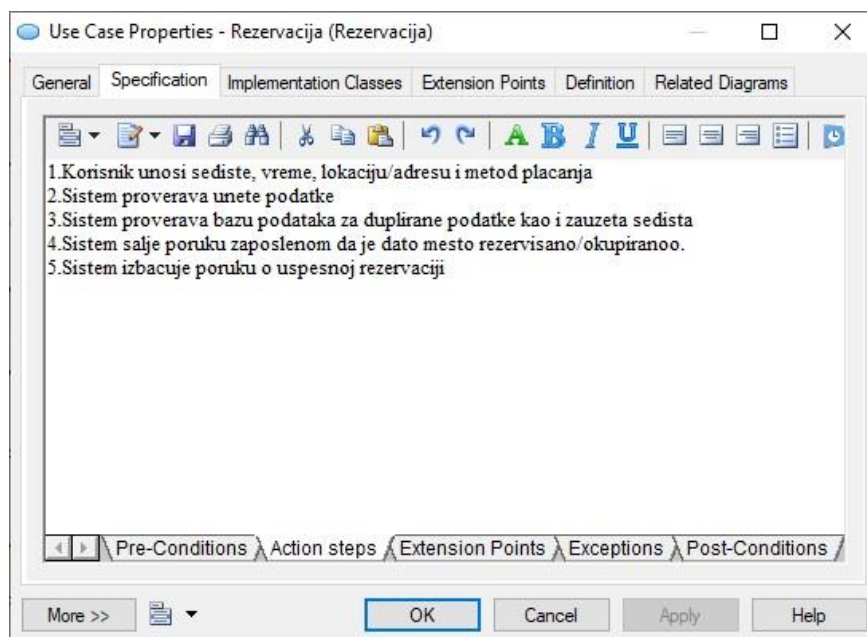 Use Case Properties - Rezervacija (Rezervacija)
General Specification Implementation Classes Extension Points Definition Related Diagrams
A B I U
1.Korisnik unosi sediste, vreme, lokaciju/adresu i metod placanja
2.Sistem proverava unete podatke
3.Sistem proverava bazu podataka za duplirane podatke kao i zauzeta sedista
4.Sistem salje poruku zaposlenom da je dato mesto rezervisano/okupiranoo.
5.Sistem izbacuje poruku o uspesnoj rezervaciji
Pre-Conditions Action steps Extension Points Exceptions Post-Conditions
More >> OK Cancel Apply Help